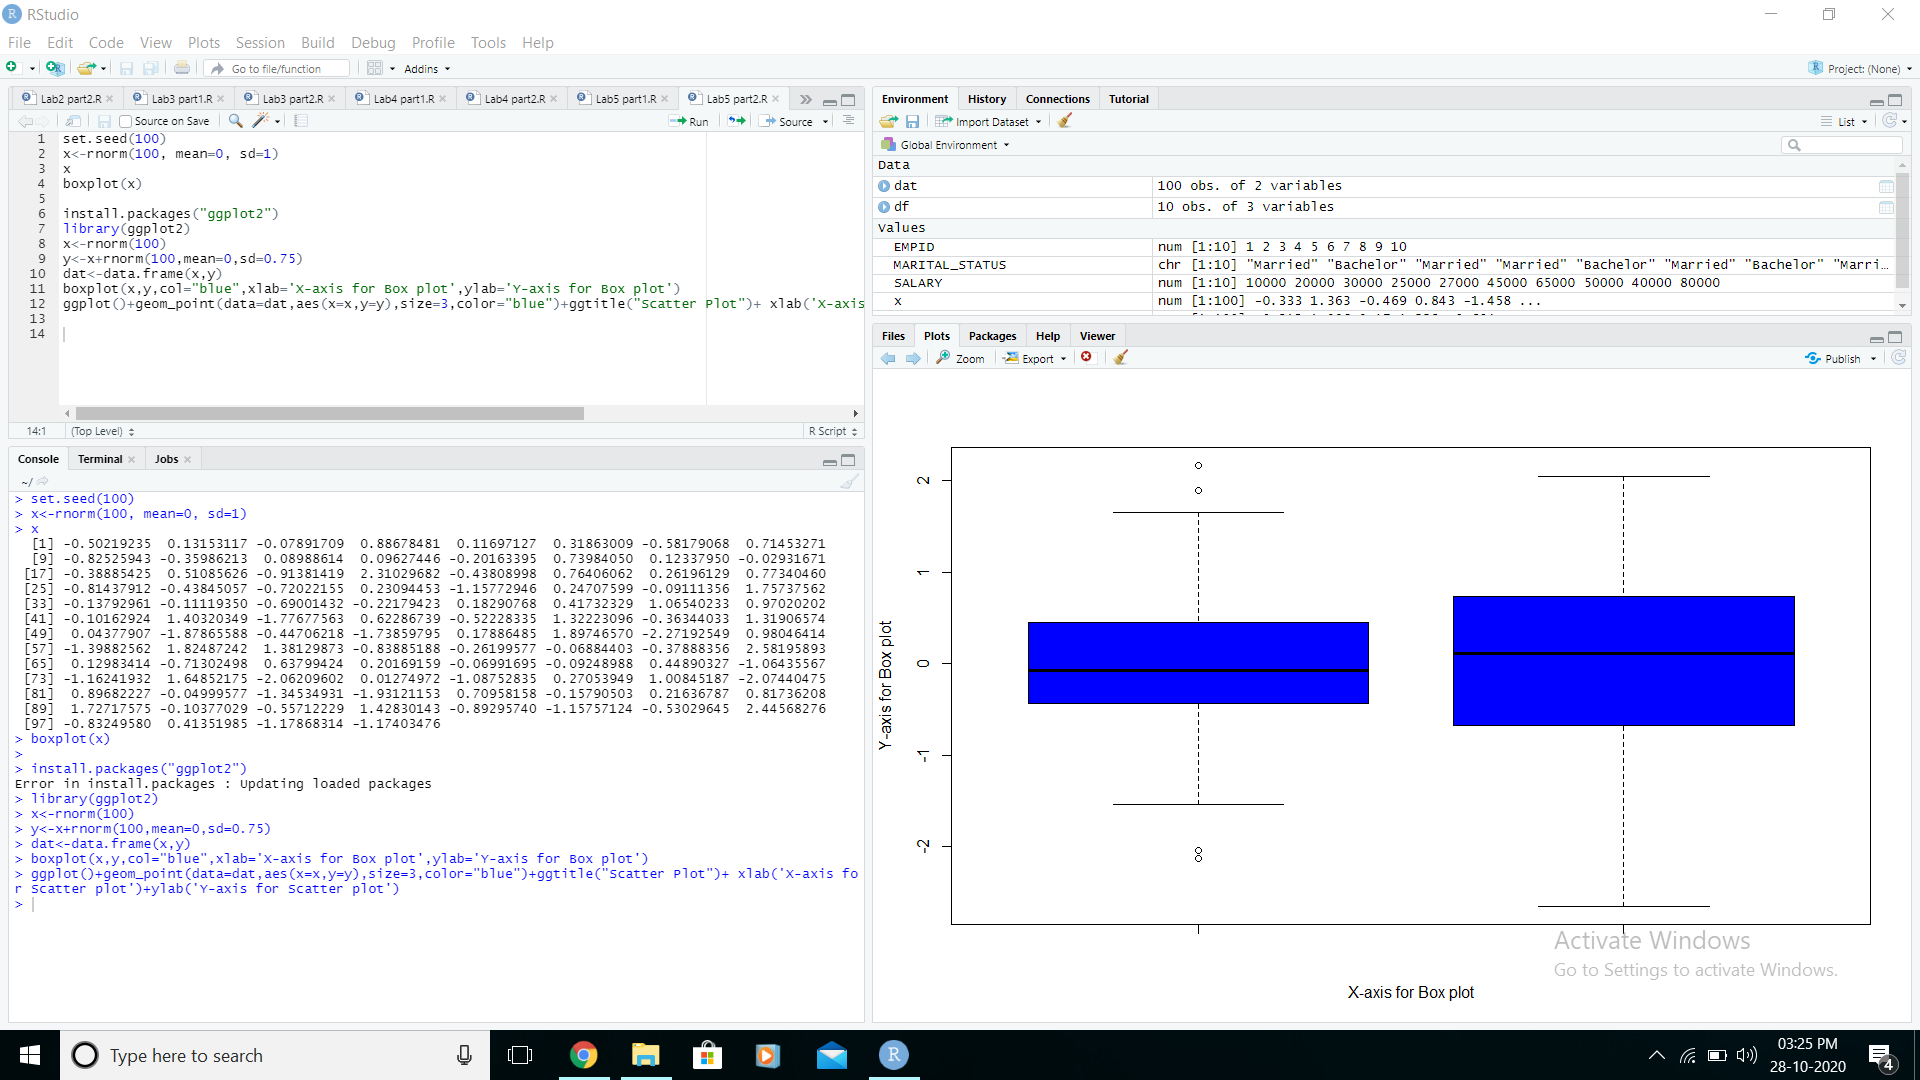 RStudio
File Edit Code View Plots Session Build Debug Profile Tools Help
Go to file/function Addins Project: (None)
Lab2 part2.R Lab3 part1.R Lab3 part2.R Lab4 part1.R Lab4 part2.R Lab5 part1.R Lab5 part2.R
Source on Save Run Source
1 set.seed(100)
2 x<-rnorm(100, mean=0, sd=1)
3 x
4 boxplot(x)
5
6 install.packages("ggplot2")
7 library(ggplot2)
8 x<-rnorm(100)
9 y<-x+rnorm(100,mean=0,sd=0.75)
10 dat<-data.frame(x,y)
11 boxplot(x,y,col="blue",xlab='X-axis for Box plot',ylab='Y-axis for Box plot')
12 ggplot()+geom_point(data=dat,aes(x=x,y=y),size=3,color="blue")+ggtitle("Scatter Plot")+ xlab('X-axis
13
14
14:1 (Top Level) R Script
Console Terminal Jobs
~/
> set.seed(100)
> x<-rnorm(100, mean=0, sd=1)
> x
[1] -0.50219235 0.13153117 -0.07891709 0.88678481 0.11697127 0.31863009 -0.58179068 0.71453271
[9] -0.82525943 -0.35986213 0.08988614 0.09627446 -0.20163395 0.73984050 0.12337950 -0.02931671
[17] -0.38885425 0.51085626 -0.91381419 2.31029682 -0.43808998 0.76406062 0.26196129 0.77340460
[25] -0.81437912 -0.43845057 -0.72022155 0.23094453 -1.15772946 0.24707599 -0.09111356 1.75737562
[33] -0.13792961 -0.11119350 -0.69001432 -0.22179423 0.18290768 0.41732329 1.06540233 0.97020202
[41] -0.10162924 1.40320349 -1.77677563 0.62286739 -0.52228335 1.32223096 -0.36344033 1.31906574
[49] 0.04377907 -1.87865588 -0.44706218 -1.73859795 0.17886485 1.89746570 -2.27192549 0.98046414
[57] -1.39882562 1.82487242 1.38129873 -0.83885188 -0.26199577 -0.06884403 -0.37888356 2.58195893
[65] 0.12983414 -0.71302498 0.63799424 0.20169159 -0.06991695 -0.09248988 0.44890327 -1.06435567
[73] -1.16241932 1.64852175 -2.06209602 0.01274972 -1.08752835 0.27053949 1.00845187 -2.07440475
[81] 0.89682227 -0.04999577 -1.34534931 -1.93121153 0.70958158 -0.15790503 0.21636787 0.81736208
[89] 1.72717575 -0.10377029 -0.55712229 1.42830143 -0.89295740 -1.15757124 -0.53029645 2.44568276
[97] -0.83249580 0.41351985 -1.17868314 -1.17403476
> boxplot(x)
>
> install.packages("ggplot2")
Error in install.packages : Updating loaded packages
> library(ggplot2)
> x<-rnorm(100)
> y<-x+rnorm(100,mean=0,sd=0.75)
> dat<-data.frame(x,y)
> boxplot(x,y,col="blue",xlab='X-axis for Box plot',ylab='Y-axis for Box plot')
> ggplot()+geom_point(data=dat,aes(x=x,y=y),size=3,color="blue")+ggtitle("Scatter Plot")+ xlab('X-axis fo
r Scatter plot')+ylab('Y-axis for Scatter plot')
>
Environment History Connections Tutorial
Import Dataset List
Global Environment
Data
dat 100 obs. of 2 variables
df 10 obs. of 3 variables
Values
EMPID num [1:10] 1 2 3 4 5 6 7 8 9 10
MARITAL_STATUS chr [1:10] "Married" "Bachelor" "Married" "Married" "Bachelor" "Married" "Bachelor" "Marri...
SALARY num [1:10] 10000 20000 30000 25000 27000 45000 65000 50000 40000 80000
x num [1:100] -0.333 1.363 -0.469 0.843 -1.458 ...
Files Plots Packages Help Viewer
Zoom Export Publish
2
1
0
-1
-2
Y-axis for Box plot
X-axis for Box plot
Activate Windows
Go to Settings to activate Windows.
Type here to search
03:25 PM
28-10-2020
4